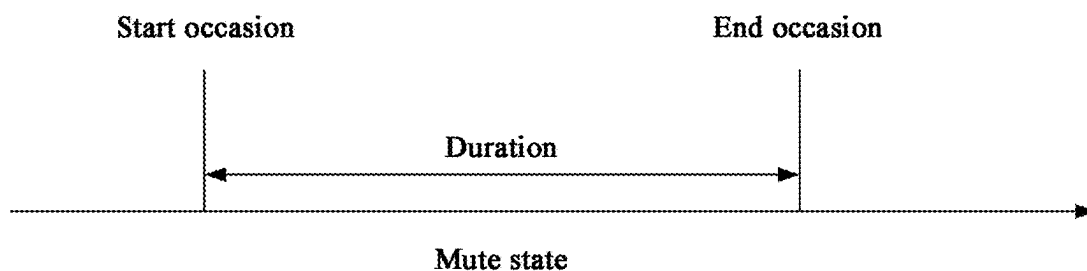 Start occasion
End occasion
Duration
Mute state